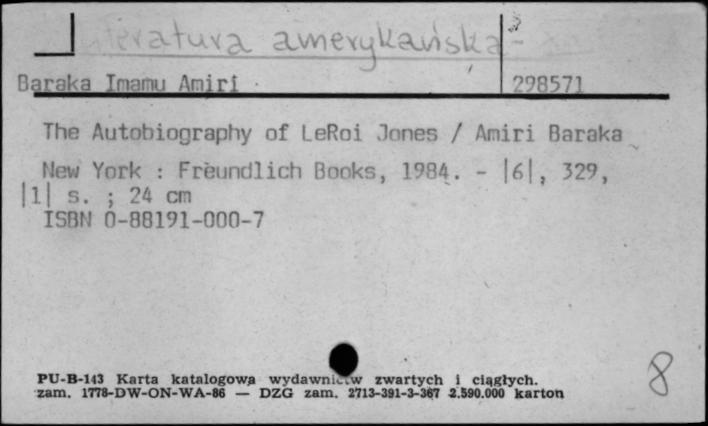 literatura amerykańska -
Baraka Imamu Amiri 298571
The Autobiography of LeRoi Jones / Amiri Baraka
New York : Freundlich Books, 1984. - |6|, 329,
|1| s. ; 24 cm
ISBN 0-88191-000-7
PU-B-143 Karta katalogowa wydawnictw zwartych i ciągłych.
zam. 1778-DW-ON-WA-86 — DZG zam. 2713-391-3-367 2.590.000 karton
8